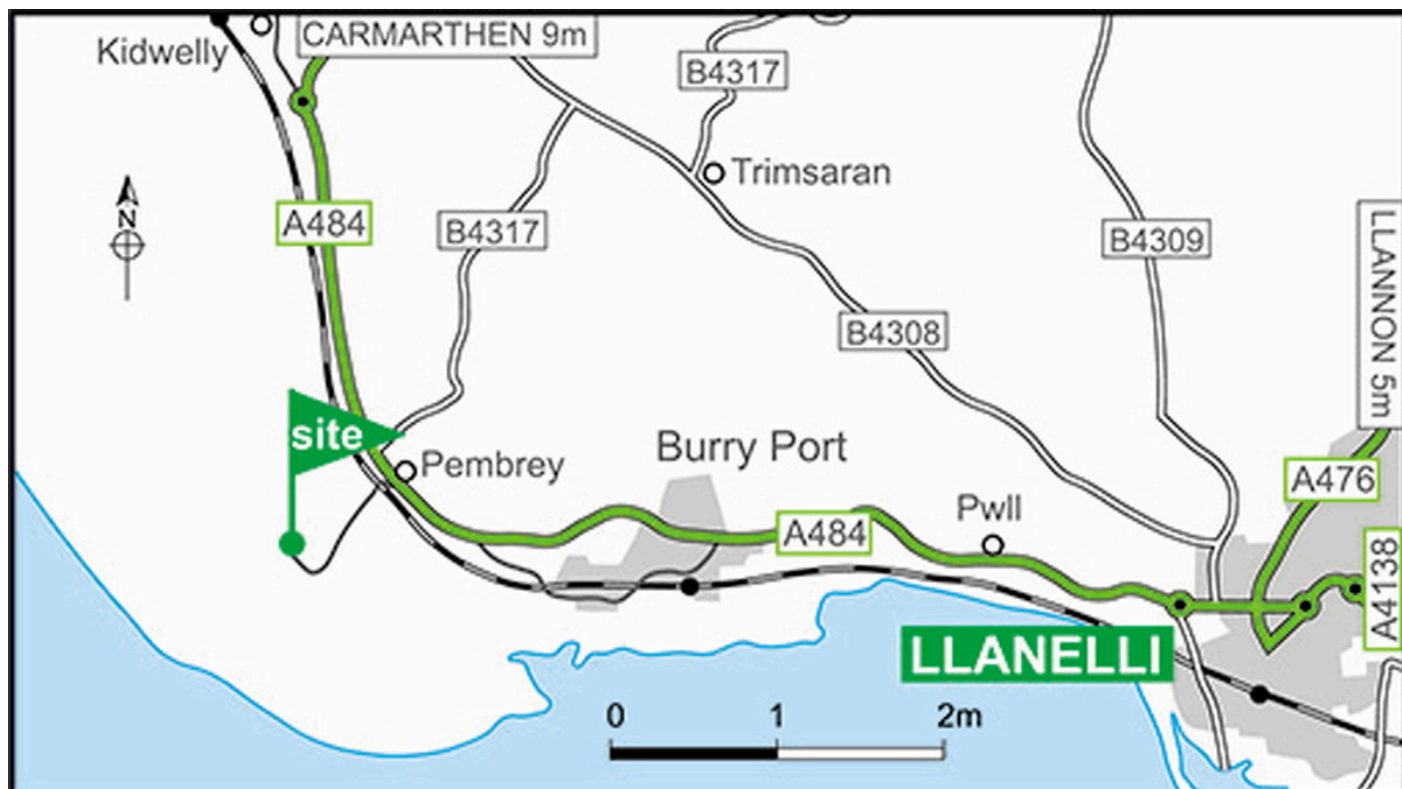 CARMARTHEN 9m
Kidwelly
B4317
Trimsaran
N
A484
B4317
B4309
LLANNON 5m
B4308
site
Pembrey
Burry Port
A476
Pwll
A484
A4138
LLANELLI
0 1 2m